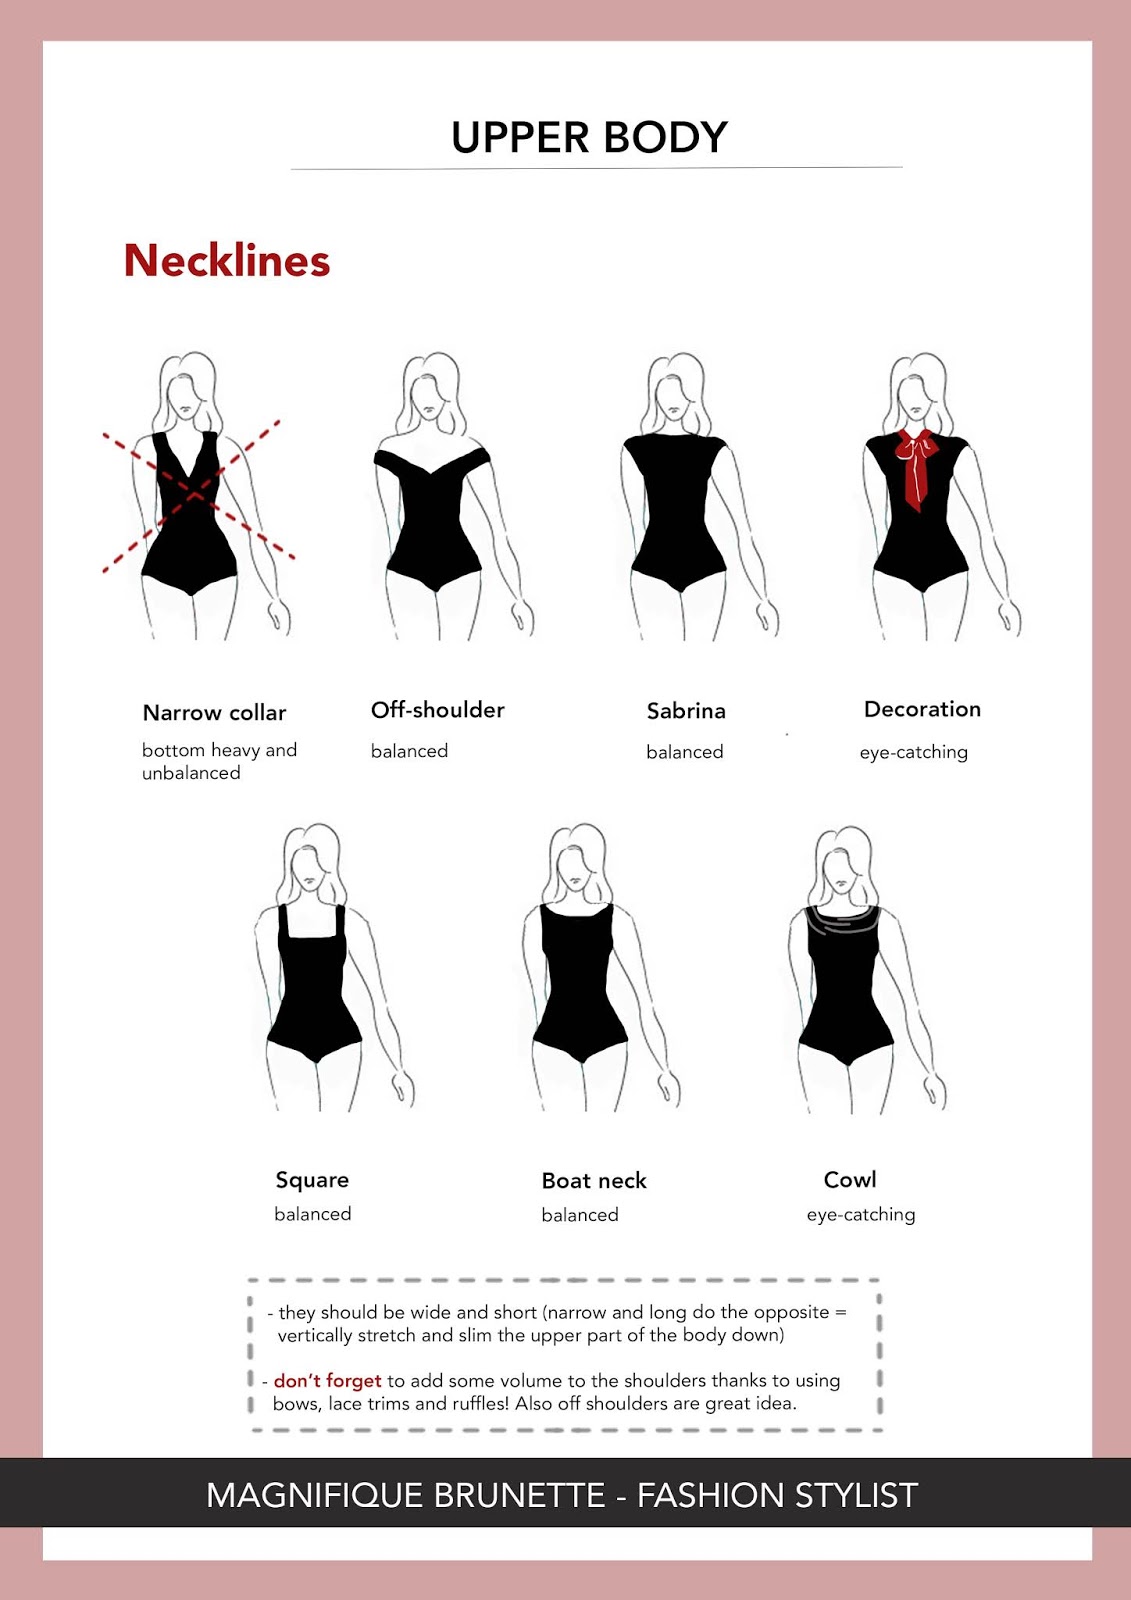 UPPER BODY
Necklines
Narrow collar
bottom heavy and
unbalanced
Off-shoulder
balanced
Sabrina
balanced
Decoration
eye-catching
Square
balanced
Boat neck
balanced
Cowl
eye-catching
- they should be wide and short (narrow and long do the opposite =
vertically stretch and slim the upper part of the body down)
- don't forget to add some volume to the shoulders thanks to using
bows, lace trims and ruffles! Also off shoulders are great idea.
MAGNIFIQUE BRUNETTE - FASHION STYLIST